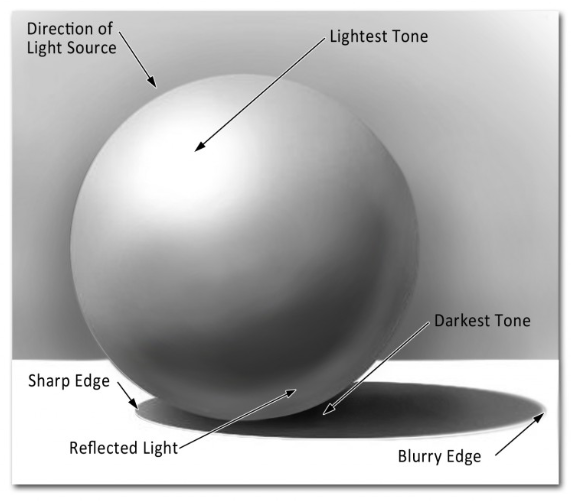 Direction of
Light Source
Lightest Tone
Darkest Tone
Sharp Edge
Reflected Light
Blurry Edge